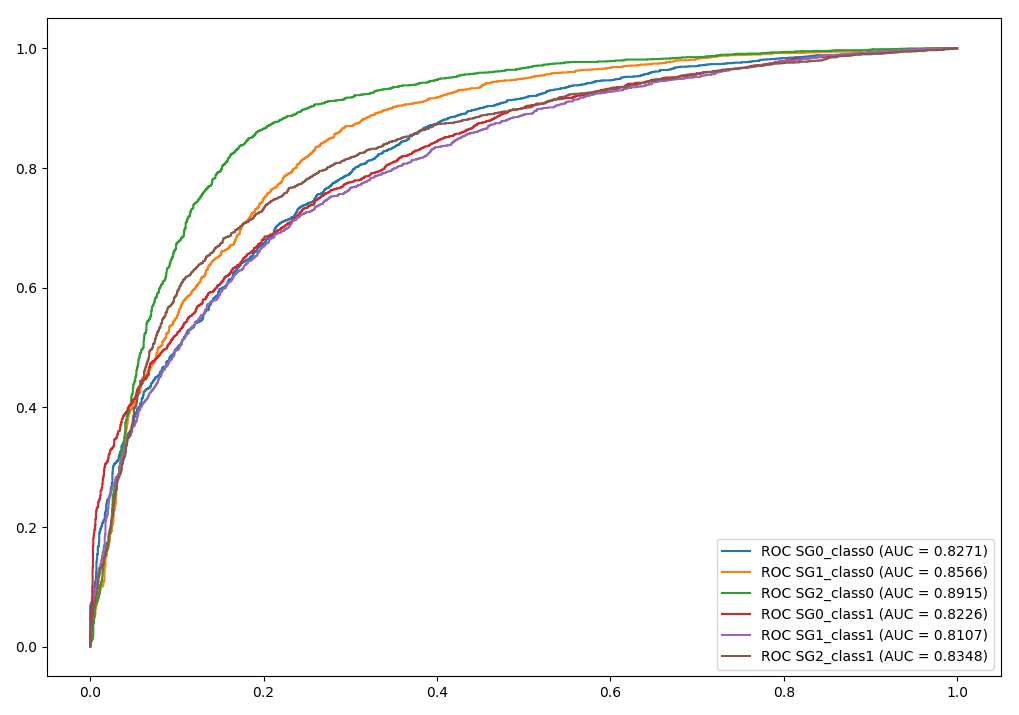 1.0
0.8
0.6
0.4
0.2
0.0
0.0 0.2 0.4 0.6 0.8 1.0
ROC SG0_class0 (AUC = 0.8271)
ROC SG1_class0 (AUC = 0.8566)
ROC SG2_class0 (AUC = 0.8915)
ROC SG0_class1 (AUC = 0.8226)
ROC SG1_class1 (AUC = 0.8107)
ROC SG2_class1 (AUC = 0.8348)